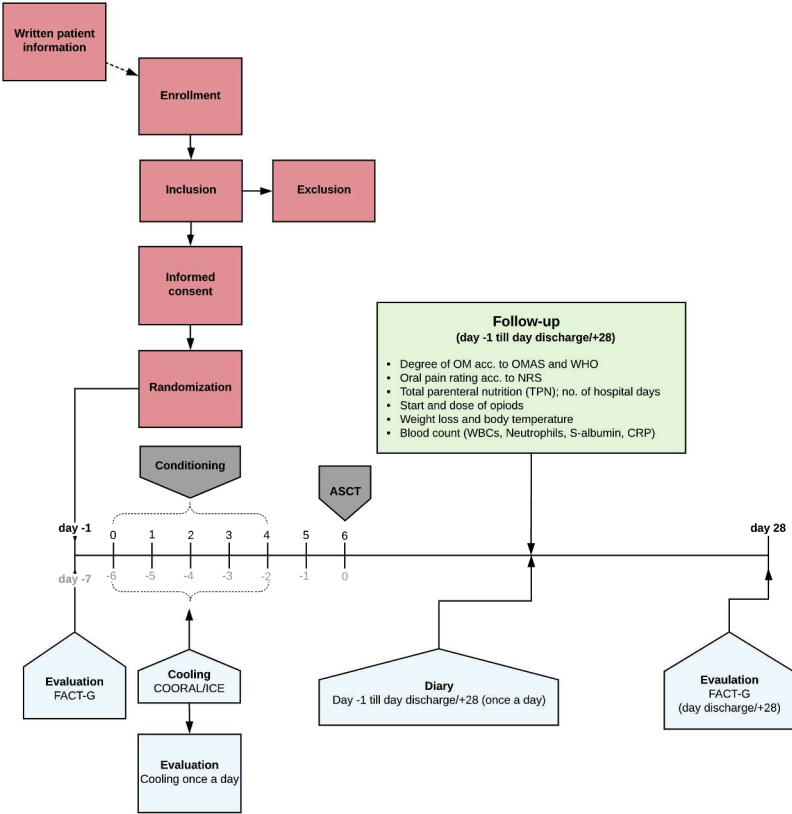 Written patient
information
Enrollment
Inclusion
Exclusion
Informed
consent
Randomization
Follow-up
(day -1 till day discharge/+28)
• Degree of OM acc. to OMAS and WHO
• Oral pain rating acc. to NRS
• Total parenteral nutrition (TPN); no. of hospital days
• Start and dose of opiods
• Weight loss and body temperature
• Blood count (WBCs, Neutrophils, S-albumin, CRP)
Conditioning
ASCT
day -1 0 1 2 3 4 5 6 day 28
day -7 -6 -5 -4 -3 -2 -1 0
Evaluation
FACT-G
Cooling
COORAL/ICE
Evaluation
Cooling once a day
Diary
Day -1 till day discharge/+28 (once a day)
Evaulation
FACT-G
(day discharge/+28)